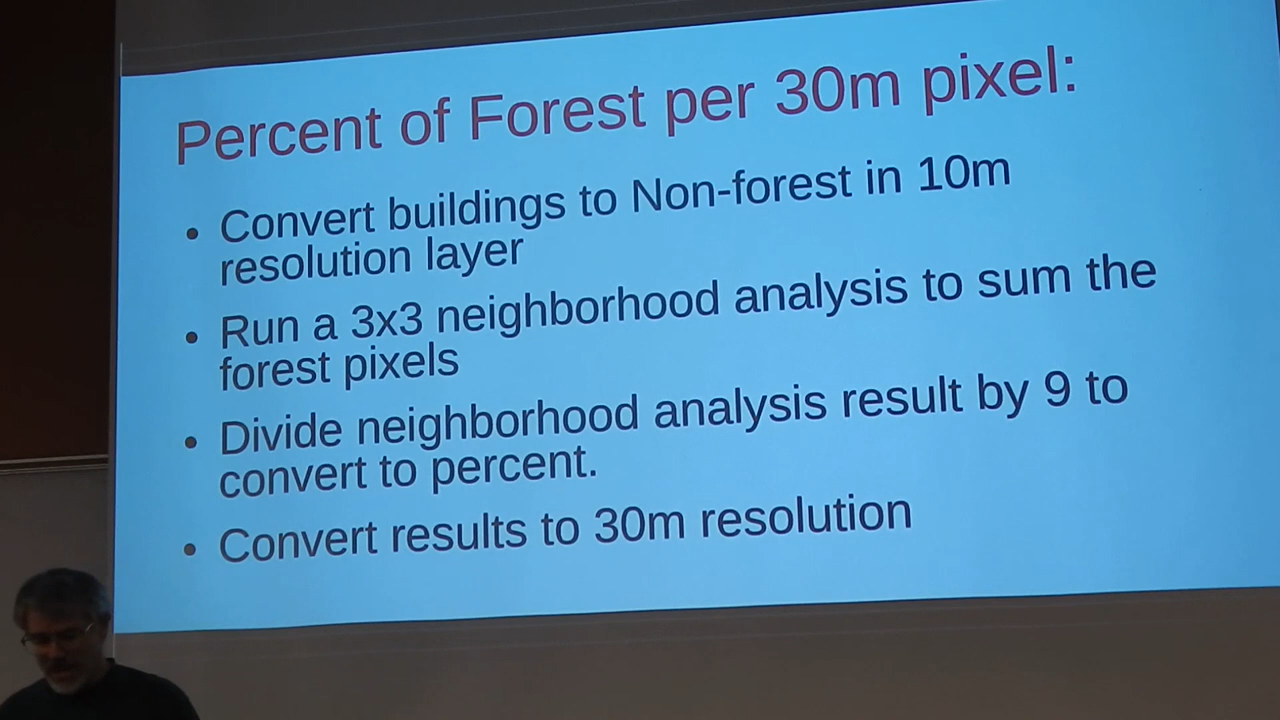 Percent of Forest per 30m pixel:
• Convert buildings to Non-forest in 10m
resolution layer
• Run a 3x3 neighborhood analysis to sum the
forest pixels
• Divide neighborhood analysis result by 9 to
convert to percent.
• Convert results to 30m resolution